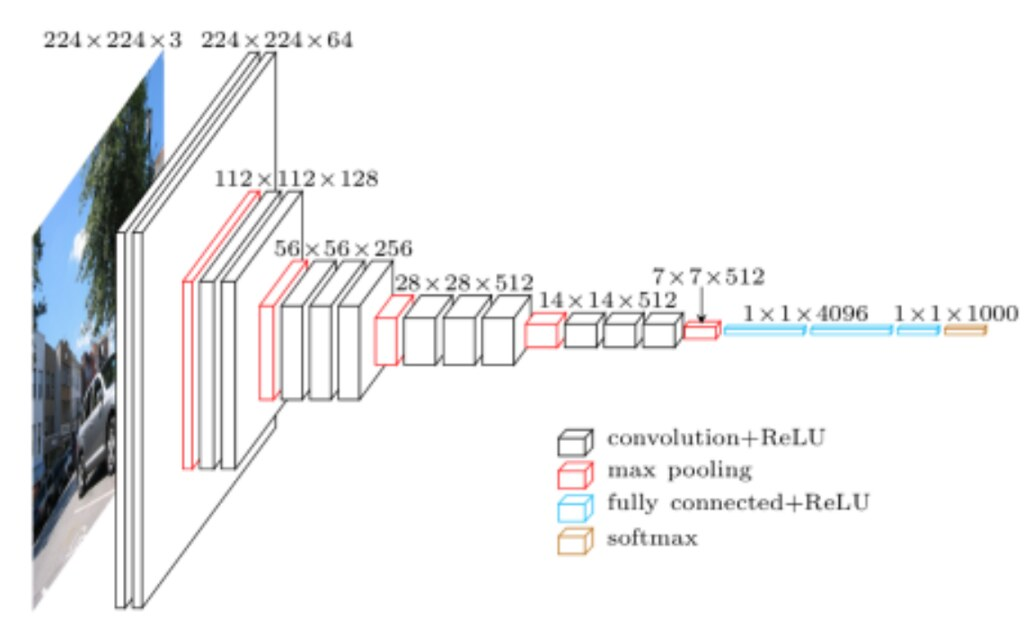 224×224×3
224×224×64
112×112×128
56×56×256
28×28×512
14×14×512
7×7×512
1×1×4096
1×1×1000
convolution+ReLU
max pooling
fully connected+ReLU
softmax